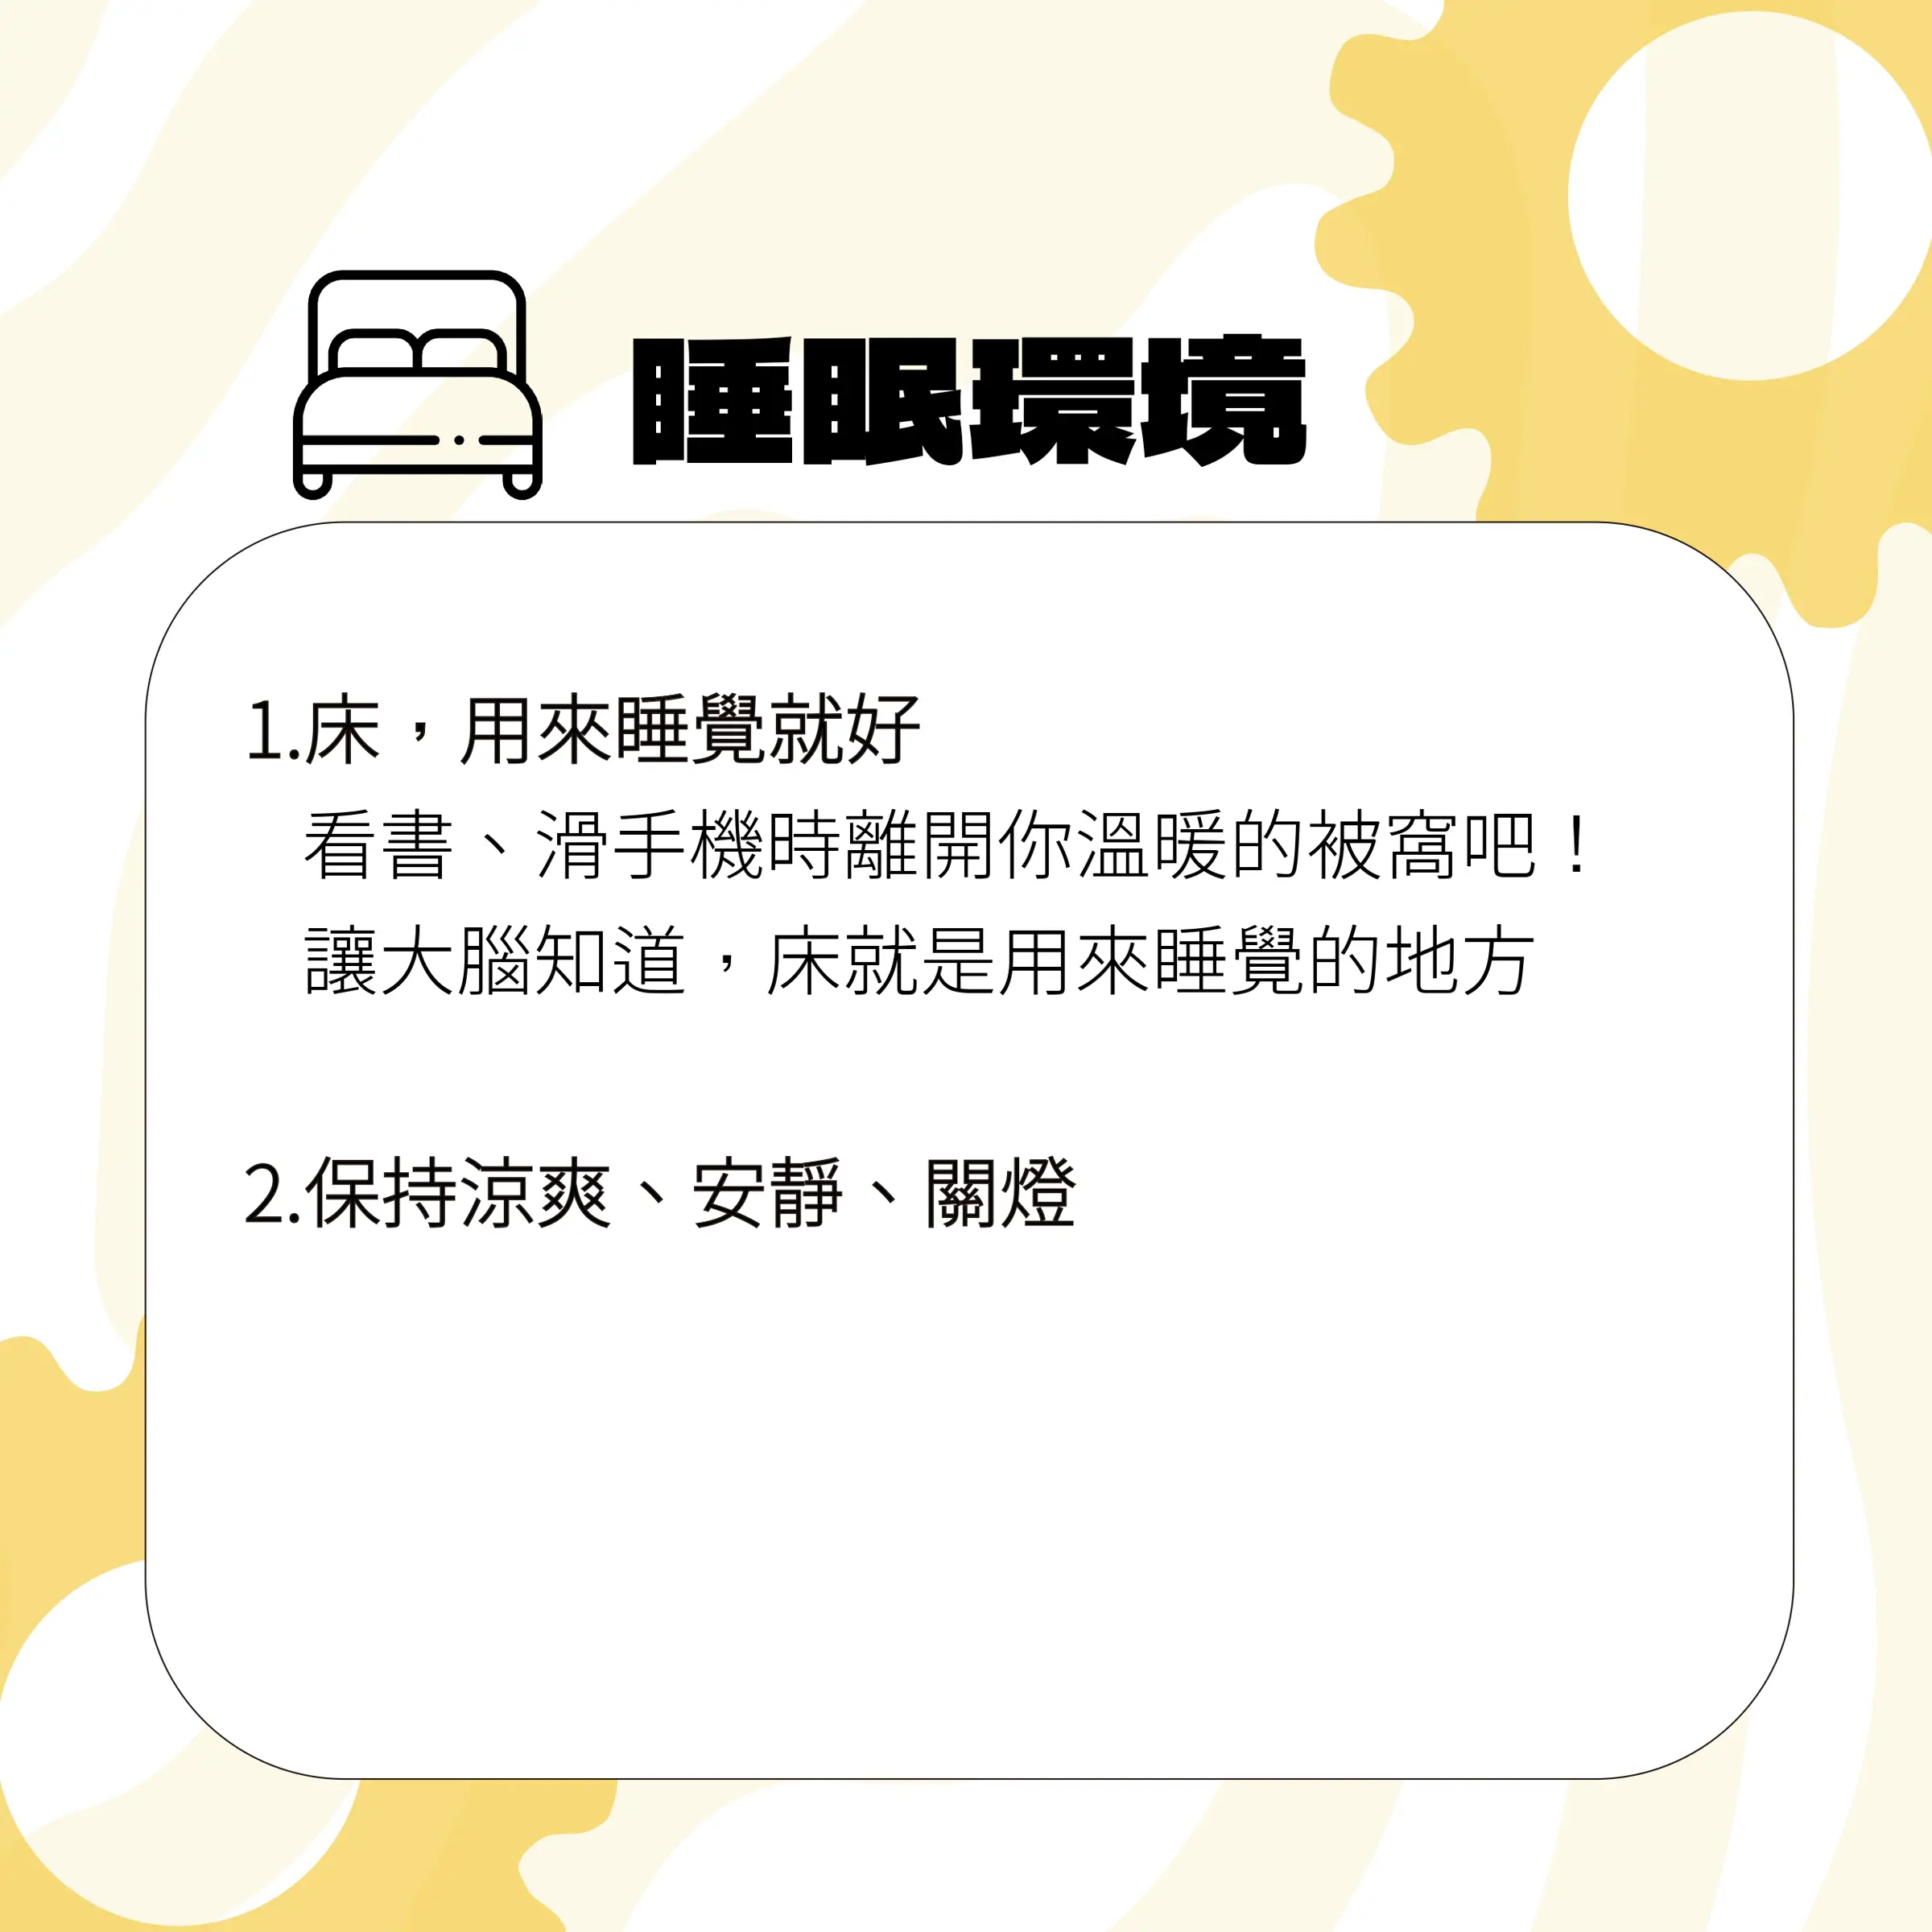 睡眠環境
1.床，用來睡覺就好
看書、滑手機時離開你溫暖的被窩吧！
讓大腦知道，床就是用來睡覺的地方
2.保持涼爽、安靜、關燈